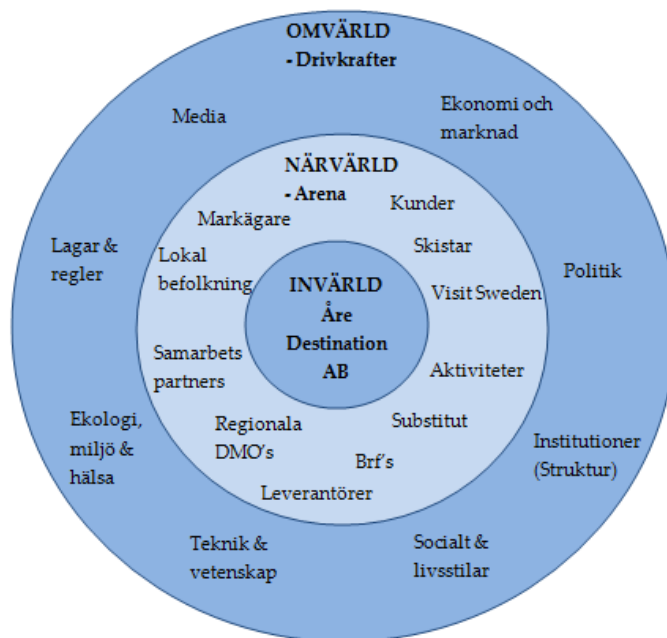 OMVÄRLD
- Drivkrafter
Media
Ekonomi och
marknad
Lagar &
regler
Politik
Ekologi,
miljö &
hälsa
Institutioner
(Struktur)
Teknik &
vetenskap
Socialt &
livsstilar
NÄRVÄRLD
- Arena
Markägare
Kunder
Lokal
befolkning
Skistar
Visit Sweden
Samarbets
partners
Aktiviteter
Regionala
DMO's
Substitut
Brf's
Leverantörer
INVÄRLD
Åre
Destination
AB